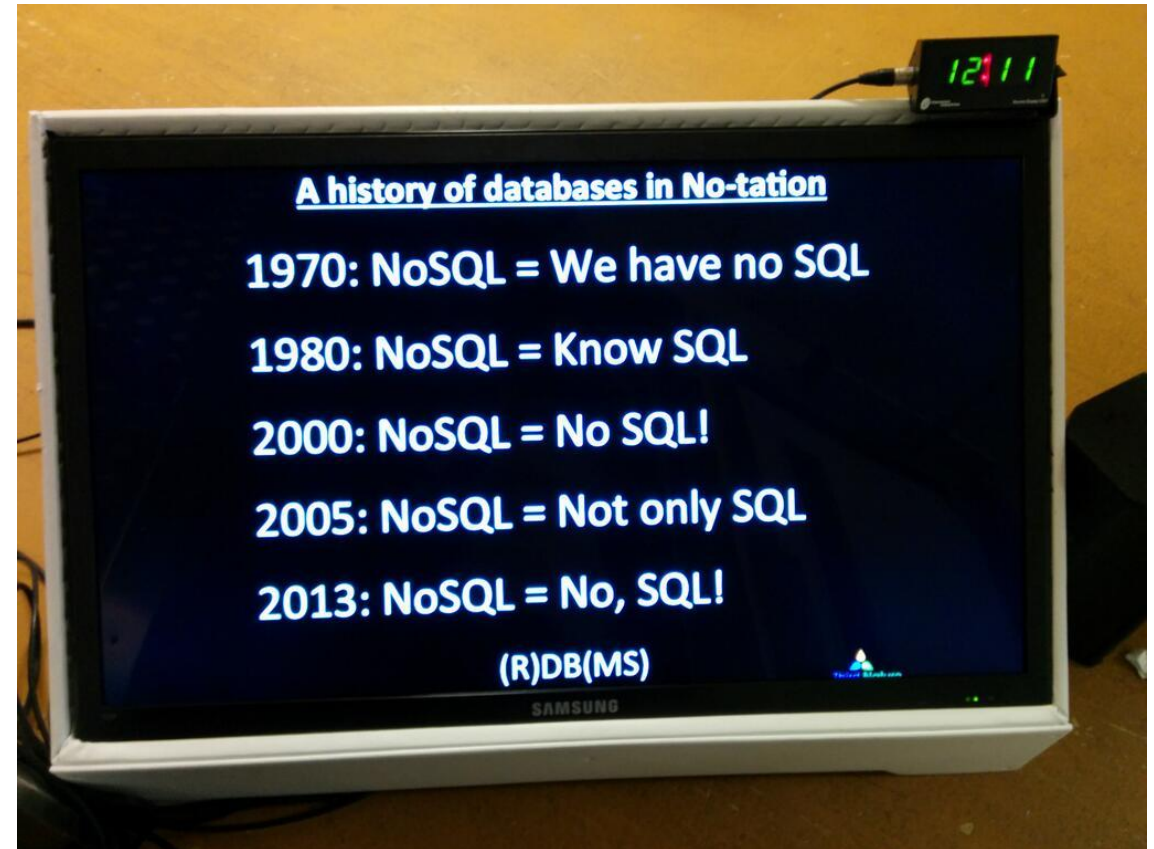 12:11
A history of databases in No-tation
1970: NoSQL = We have no SQL
1980: NoSQL = Know SQL
2000: NoSQL = No SQL!
2005: NoSQL = Not only SQL
2013: NoSQL = No, SQL!
(R)DB(MS)
SAMSUNG